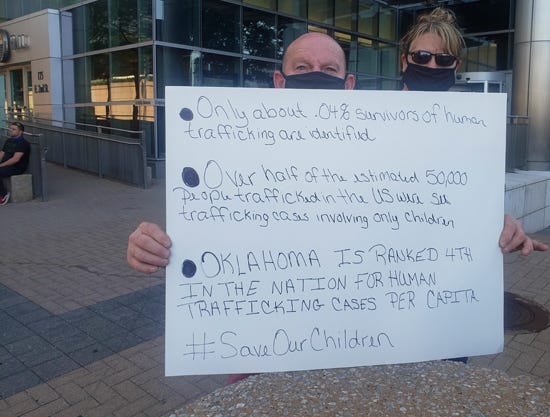 Only about .04% survivors of human
trafficking are identified
Over half of the estimated 50,000
people trafficked in the US were sex
trafficking cases involving only children
OKLAHOMA IS RANKED 4TH
IN THE NATION FOR HUMAN
TRAFFICKING CASES PER CAPITA
#SaveOurChildren